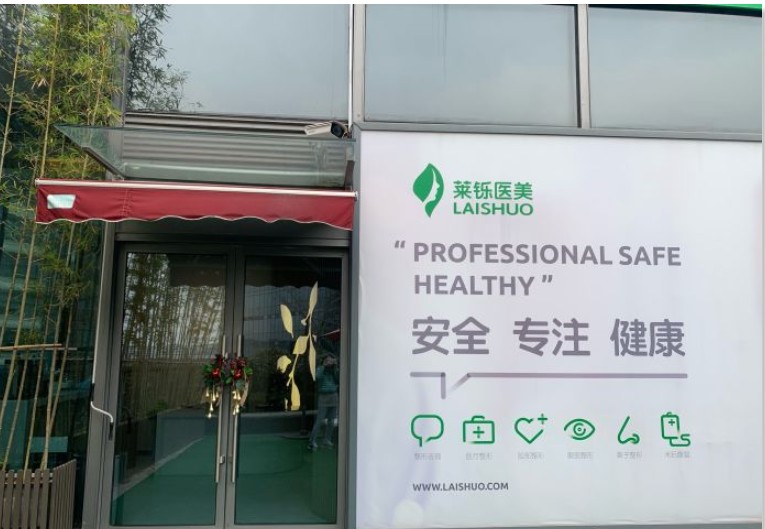 莱铄医美
LAISHUO
“ PROFESSIONAL SAFE
HEALTHY ”
安全 专注 健康
WWW.LAISHUO.COM